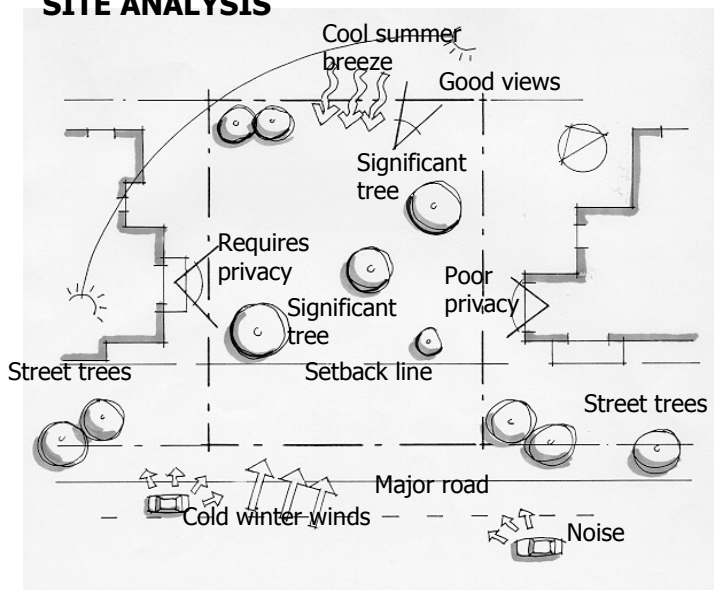 SITE ANALYSIS
Cool summer
breeze
Good views
Significant
tree
Requires
privacy
Poor
privacy
Significant
tree
Street trees
Setback line
Street trees
Major road
Cold winter winds
Noise